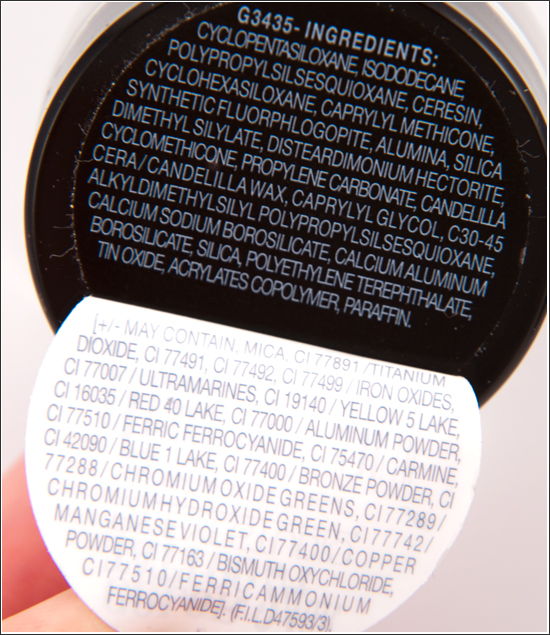 G3435- INGREDIENTS:
CYCLOPENTASILOXANE, ISODODECANE,
POLYPROPYLSILSESQUIOXANE, CERESIN,
CYCLOHEXASILOXANE, CAPRYLYL METHICONE,
SYNTHETIC FLUORPHLOGOPITE, ALUMINA, SILICA
DIMETHYL SILYLATE, DISTEARDIMONIUM HECTORITE,
CYCLOMETHICONE, PROPYLENE CARBONATE, CANDELILLA
CERA/CANDELILLA WAX, CAPRYLYL GLYCOL, C30-45
ALKYLDIMETHYLSILYL POLYPROPYLSILSESQUIOXANE,
CALCIUM SODIUM BOROSILICATE, CALCIUM ALUMINUM
BOROSILICATE, SILICA, POLYETHYLENE TEREPHTHALATE,
TIN OXIDE, ACRYLATES COPOLYMER, PARAFFIN.
[+/- MAY CONTAIN, MICA, CI 77891 /TITANIUM
DIOXIDE, CI 77491, CI 77492, CI 77499 / IRON OXIDES,
CI 77007 / ULTRAMARINES, CI 19140 / YELLOW 5 LAKE,
CI 16035 / RED 40 LAKE, CI 77000 / ALUMINUM POWDER,
CI 77510 / FERRIC FERROCYANIDE, CI 75470 / CARMINE,
CI 42090 / BLUE 1 LAKE, CI 77400 / BRONZE POWDER, CI
77288 / CHROMIUM OXIDE GREENS, CI 77289 /
CHROMIUM HYDROXIDE GREEN, CI 77742 /
MANGANESE VIOLET, CI 77400 / COPPER
POWDER, CI 77163 / BISMUTH OXYCHLORIDE,
CI 77510 / FERRIC AMMONIUM
FERROCYANIDE]. (F.I.L. D47593/3).